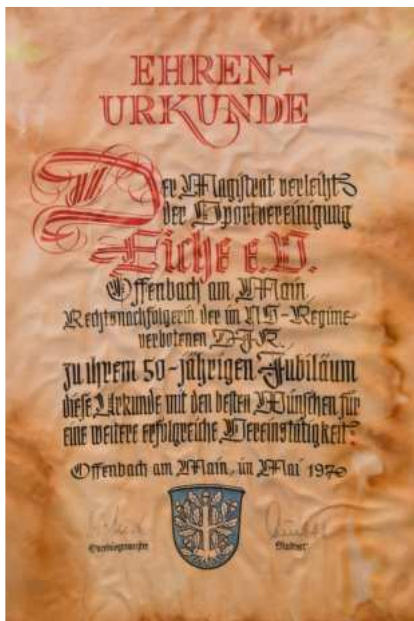 EHREN-
URKUNDE
Der Magistrat verleiht
der Sportvereinigung
Eiche e.V.
Offenbach am Main,
Rechtsnachfolgerin der im NS-Regime
verbotenen DJK,
zu ihrem 50-jährigen Jubiläum
diese Urkunde mit den besten Wünschen für
eine weitere erfolgreiche Vereinstätigkeit.
Offenbach am Main, im Mai 1970
Oberbürgermeister
Stadtrat